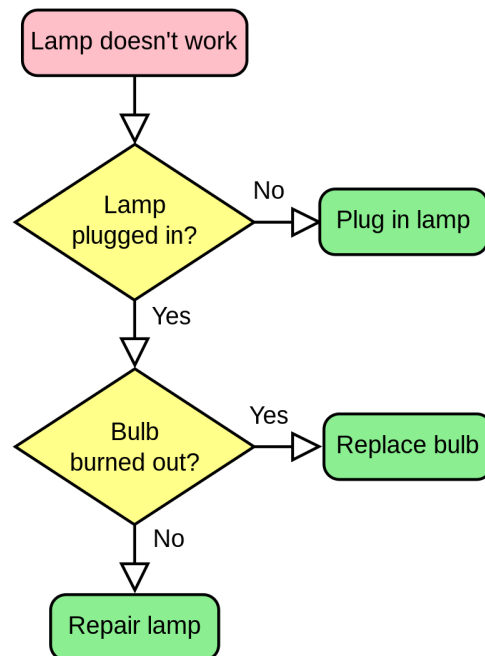 Lamp doesn't work
Lamp
plugged in?
No
Plug in lamp
Yes
Bulb
burned out?
Yes
Replace bulb
No
Repair lamp